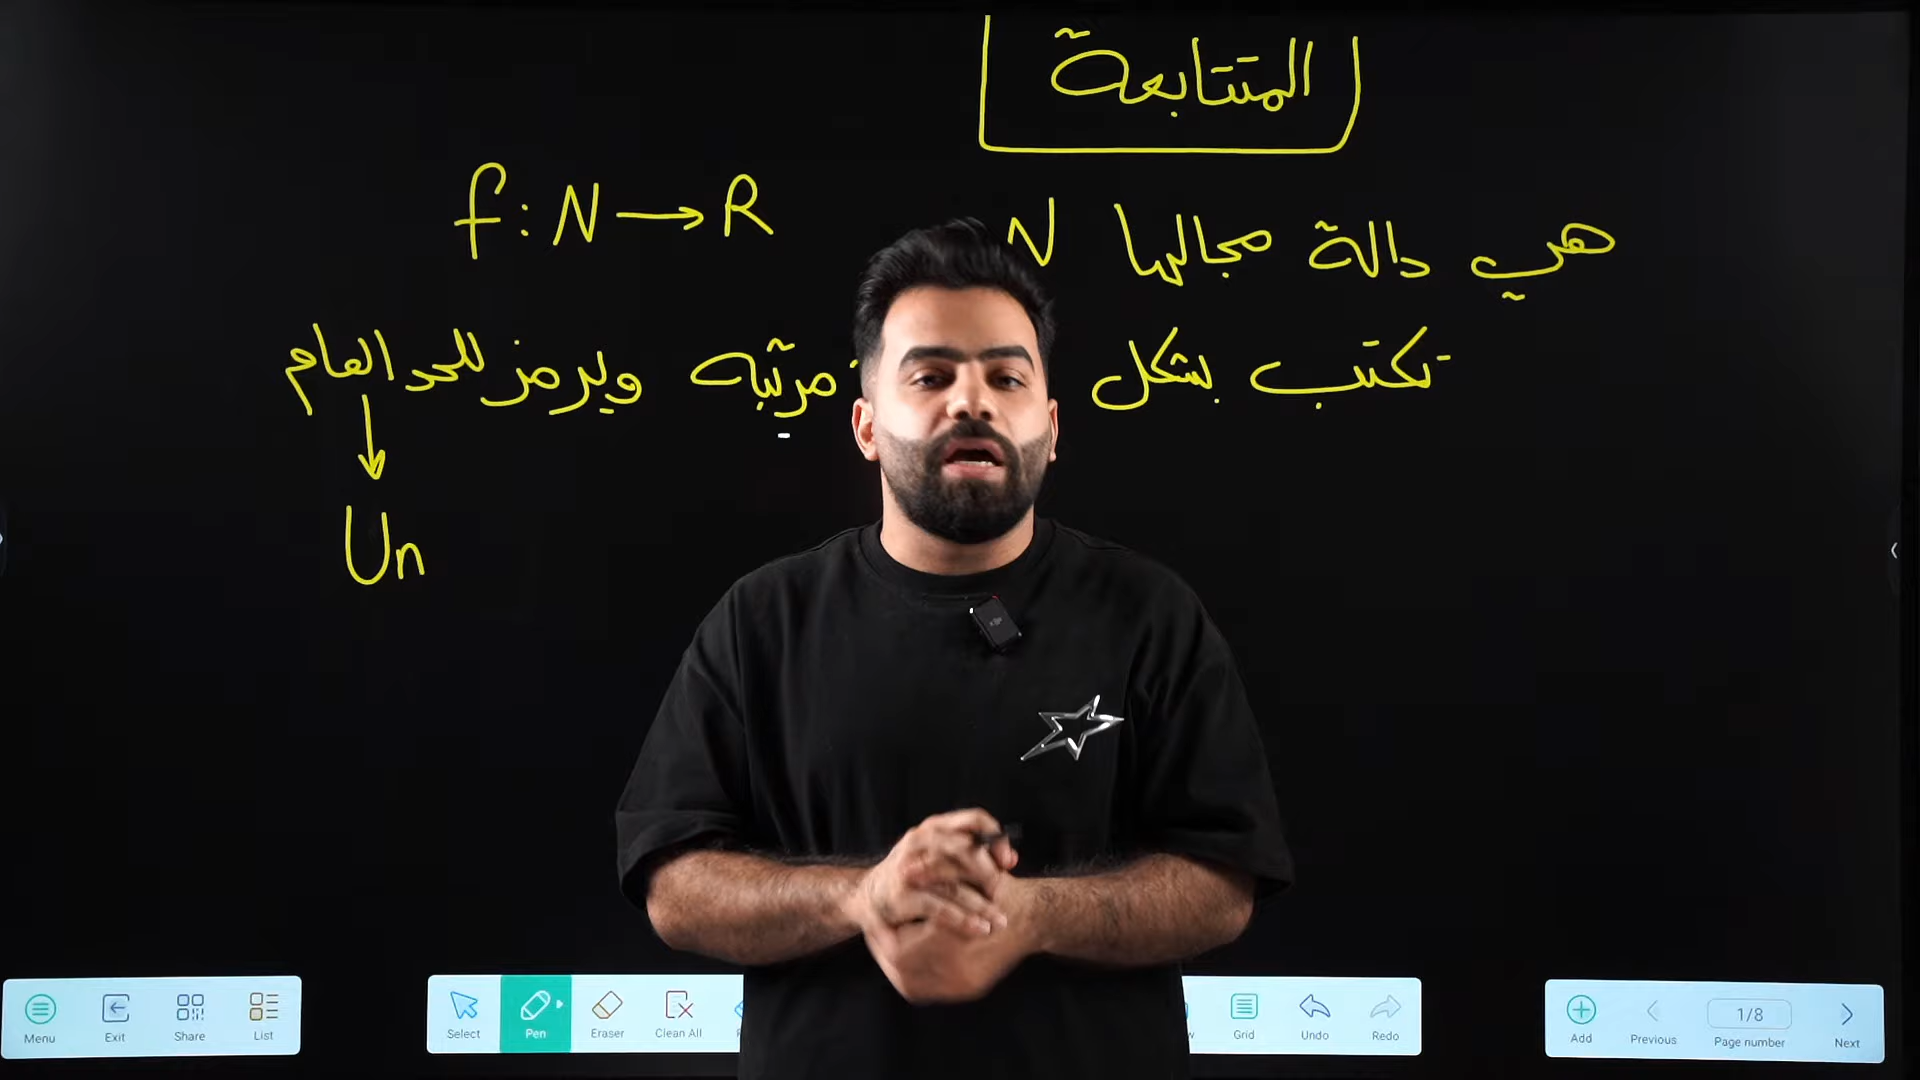 المتتابعة
f : N → R
هي دالة مجالها N
تكتب بشكل مرتبه ويرمز للحد العام
Un
Menu
Exit
Share
List
Select
Pen
Eraser
Clean All
Grid
Undo
Redo
Add
Previous
1/8
Page number
Next